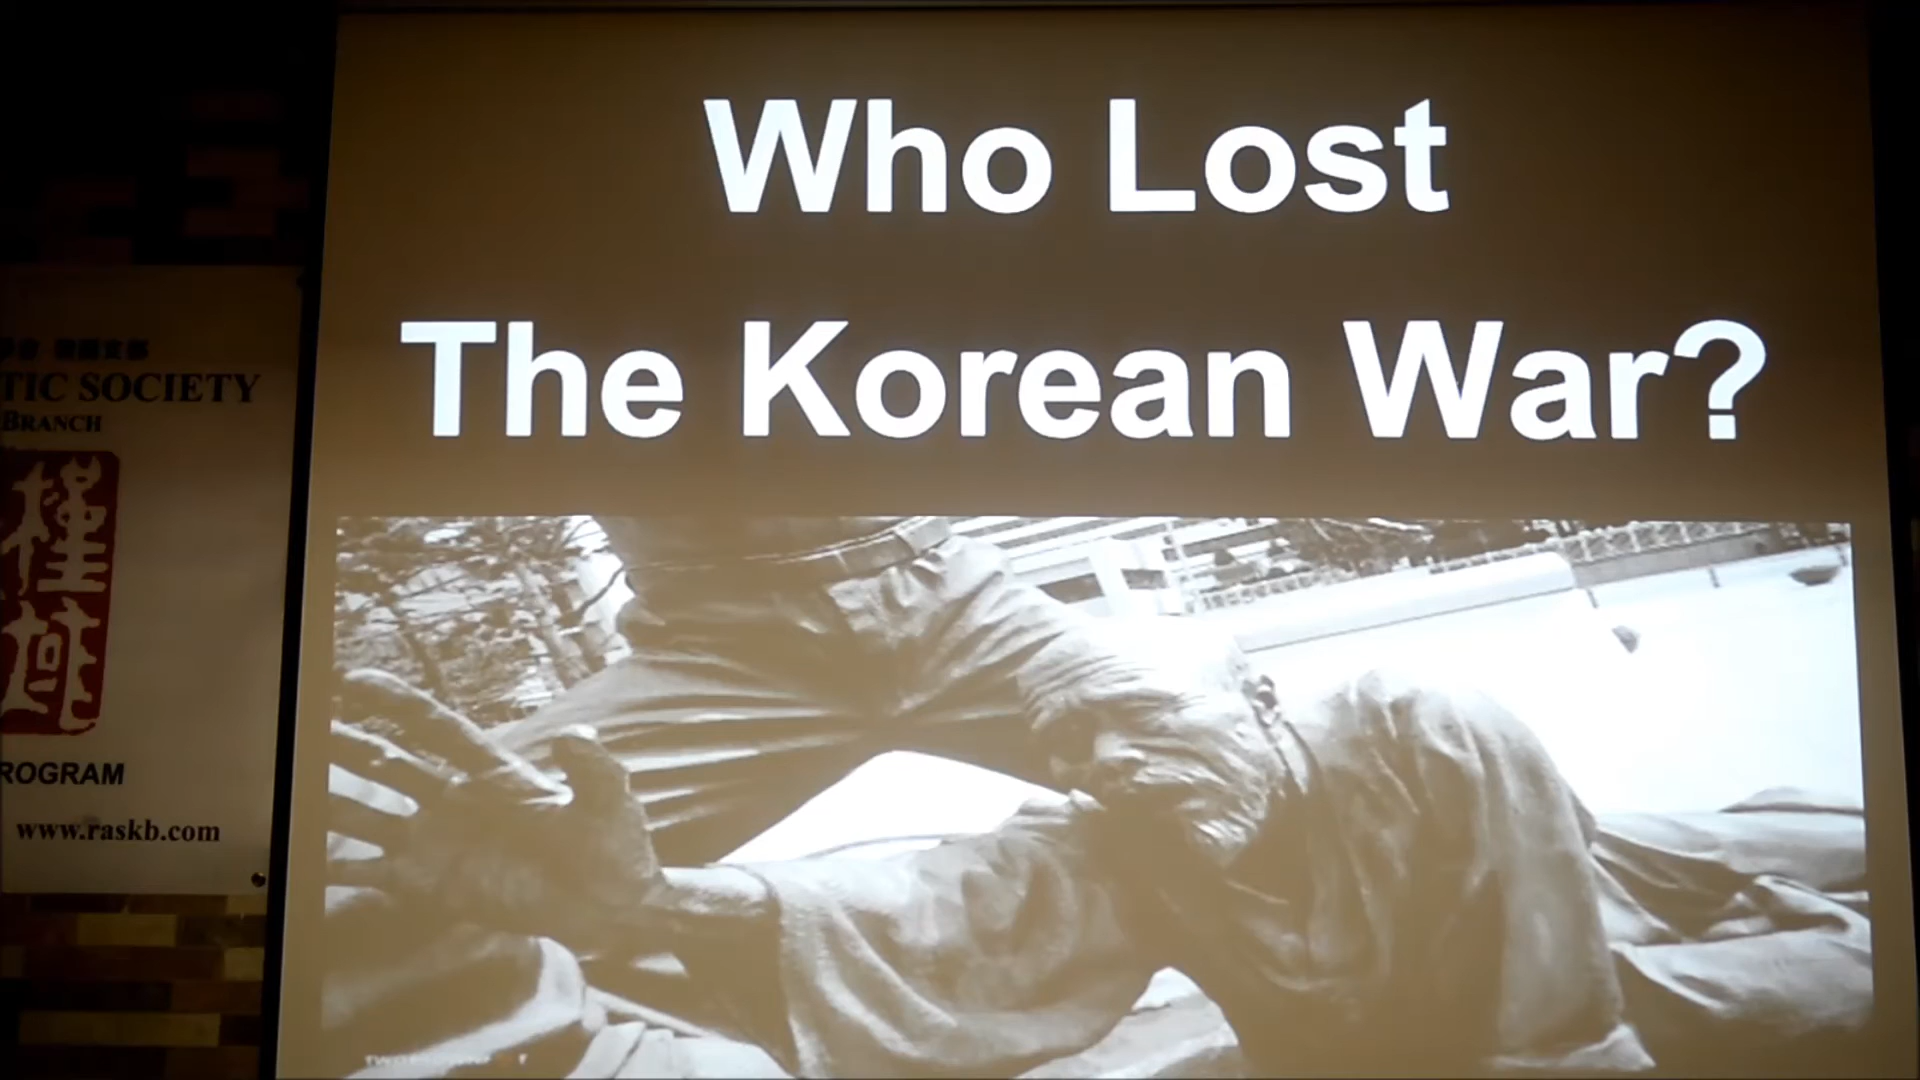 Who Lost
The Korean War?
TIC SOCIETY
BRANCH
ROGRAM
www.raskb.com